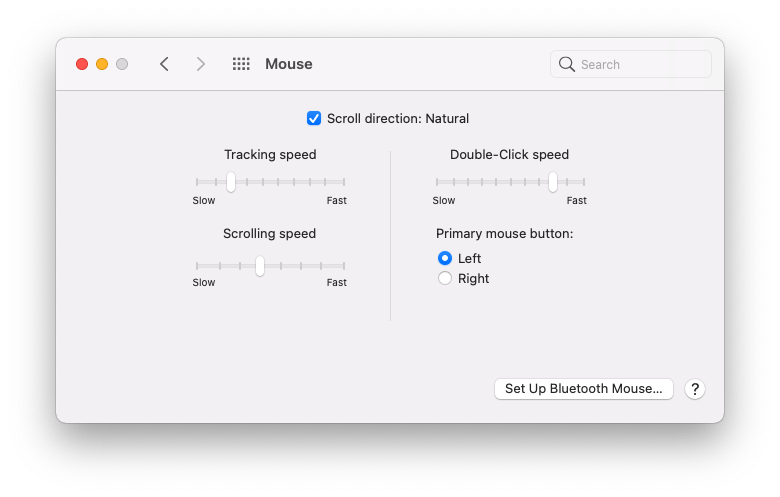 Mouse
Search
Scroll direction: Natural
Tracking speed
Slow
Fast
Double-Click speed
Slow
Fast
Scrolling speed
Slow
Fast
Primary mouse button:
Left
Right
Set Up Bluetooth Mouse...
?